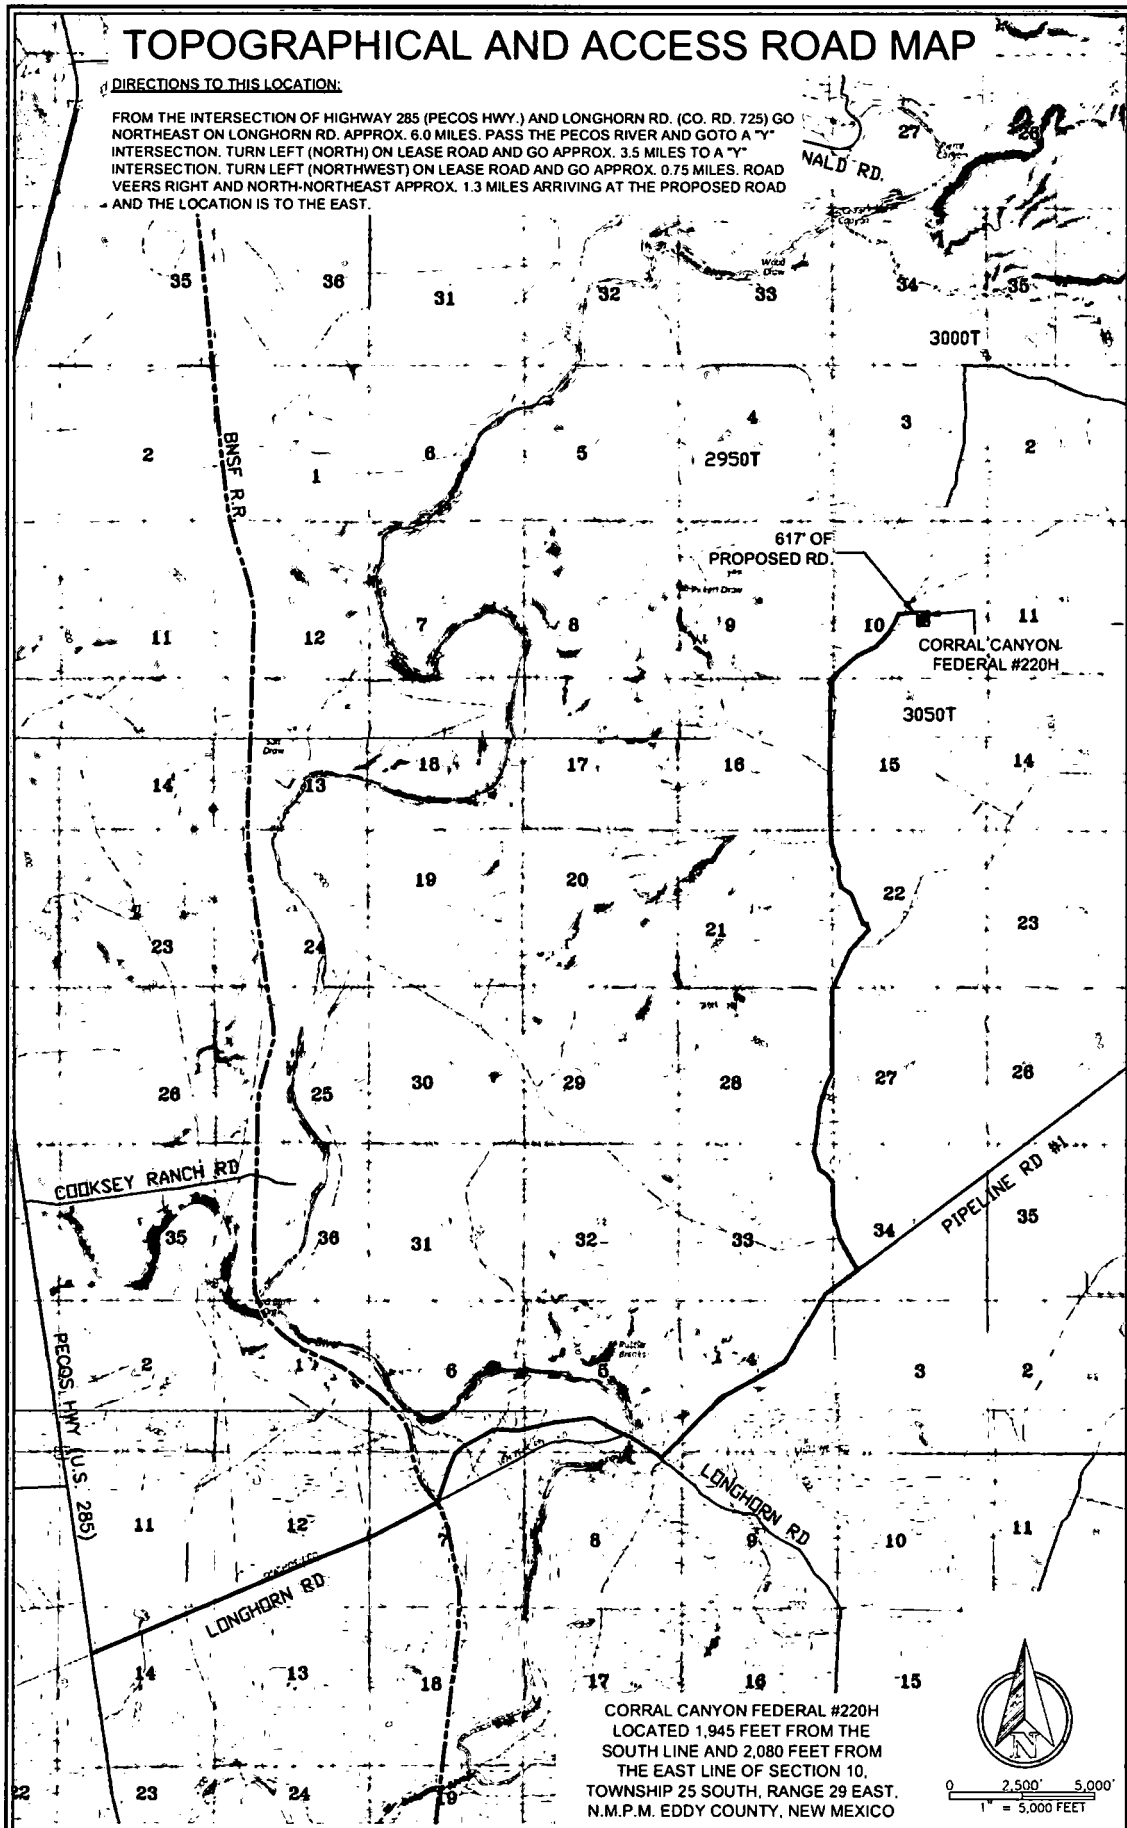 TOPOGRAPHICAL AND ACCESS ROAD MAP
DIRECTIONS TO THIS LOCATION:
FROM THE INTERSECTION OF HIGHWAY 285 (PECOS HWY.) AND LONGHORN RD. (CO. RD. 725) GO
NORTHEAST ON LONGHORN RD. APPROX. 6.0 MILES. PASS THE PECOS RIVER AND GOTO A "Y"
INTERSECTION. TURN LEFT (NORTH) ON LEASE ROAD AND GO APPROX. 3.5 MILES TO A "Y"
INTERSECTION. TURN LEFT (NORTHWEST) ON LEASE ROAD AND GO APPROX. 0.75 MILES. ROAD
VEERS RIGHT AND NORTH-NORTHEAST APPROX. 1.3 MILES ARRIVING AT THE PROPOSED ROAD
AND THE LOCATION IS TO THE EAST.
27 28
NALD RD.
35 36 31 32 33 34 35
Wood
Draw
3000T
2 1 6 5 4 3 2
BNSF R.R
2950T
617' OF
PROPOSED RD.
11 12 7 8 9 10 11
CORRAL CANYON
FEDERAL #220H
3050T
Salt
Draw
14 13 18 17 16 15 14
23 24 19 20 21 22 23
26 25 30 29 28 27 26
COOKSEY RANCH RD
PIPELINE RD #1
35 36 31 32 33 34 35
PECOS HWY (U.S. 285)
2 1 6 5 4 3 2
LONGHORN RD
11 12 7 8 9 10 11
LONGHORN RD
14 13 18 17 16 15
CORRAL CANYON FEDERAL #220H
LOCATED 1,945 FEET FROM THE
SOUTH LINE AND 2,080 FEET FROM
THE EAST LINE OF SECTION 10,
TOWNSHIP 25 SOUTH, RANGE 29 EAST,
N.M.P.M. EDDY COUNTY, NEW MEXICO
22 23 24 19
N
0 2,500' 5,000'
1" = 5,000 FEET